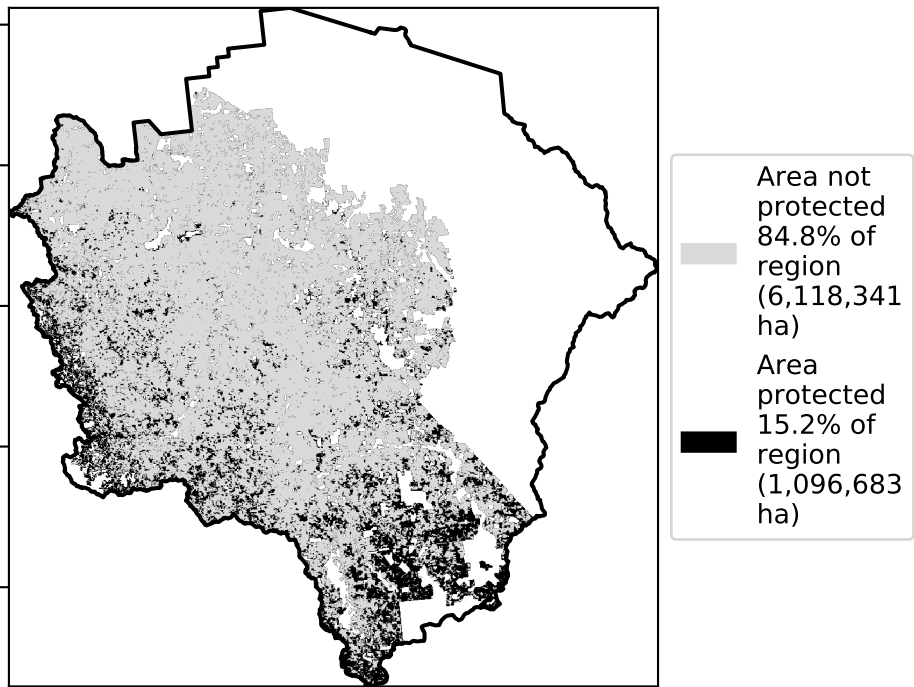 Area not
protected
84.8% of
region
(6,118,341
ha)
Area
protected
15.2% of
region
(1,096,683
ha)